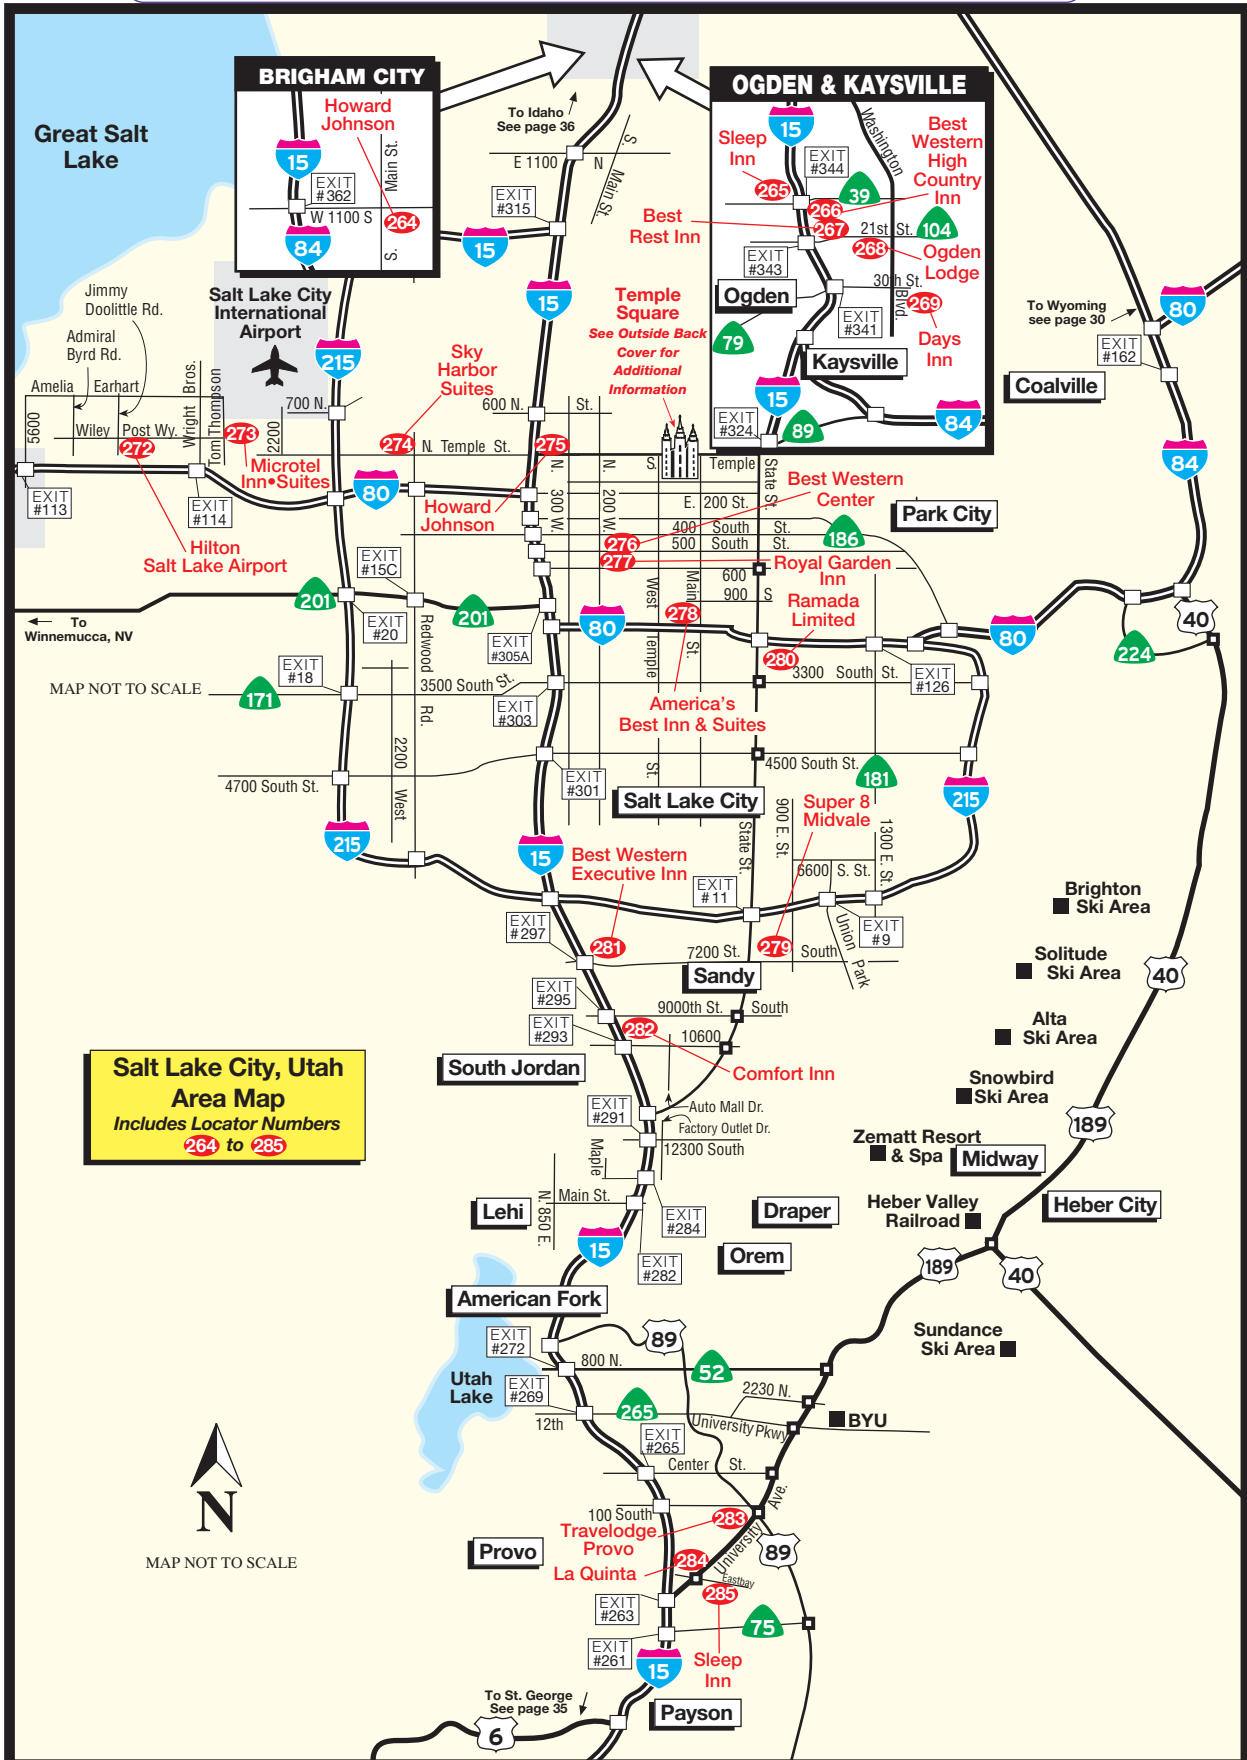 BRIGHAM CITY
Howard
Johnson
15
EXIT
#362
Main St.
W 1100 S
264
84
S.
Great Salt
Lake
To Idaho
See page 36
E 1100
N
S.
Main St.
EXIT
#315
15
15
OGDEN & KAYSVILLE
15
Washington
Best
Western
High
Country
Inn
Sleep
Inn
EXIT
#344
265
39
266
267
21st St.
104
268
Ogden
Lodge
EXIT
#343
30th St.
Blvd.
Ogden
269
EXIT
#341
79
Days
Inn
Kaysville
15
EXIT
#324
89
84
Best
Rest Inn
Temple
Square
See Outside Back
Cover for
Additional
Information
To Wyoming
see page 30
80
EXIT
#162
Coalville
84
Jimmy
Doolittle Rd.
Admiral
Byrd Rd.
Salt Lake City
International
Airport
215
Amelia
Earhart
Wright Bros.
Tom Thompson
5600
Wiley
Post Wy.
272
273
2200
700 N.
Microtel
Inn•Suites
Sky
Harbor
Suites
600 N.
St.
274
N. Temple St.
275
S.
Temple
State St.
N.
300 W.
N.
200 W.
E. 200 St.
Best Western
Center
Park City
EXIT
#113
EXIT
#114
80
Howard
Johnson
Hilton
Salt Lake Airport
400 South St.
186
276
500 South St.
277
Royal Garden
Inn
600
Main
West
900 S
Ramada
Limited
EXIT
#15C
201
201
To
Winnemucca, NV
EXIT
#20
Redwood
EXIT
#305A
80
278
Temple
St.
280
80
40
224
EXIT
#18
MAP NOT TO SCALE
171
3500 South St.
3300 South St.
EXIT
#126
EXIT
#303
Rd.
America's
Best Inn & Suites
2200
West
St.
4500 South St.
4700 South St.
EXIT
#301
181
Salt Lake City
215
215
15
State St.
900 E. St.
Super 8
Midvale
1300 E. St.
Best Western
Executive Inn
6600 S. St.
EXIT
#11
EXIT
#297
281
279
Union Park
EXIT
#9
7200 St.
South
Sandy
Brighton
Ski Area
Solitude
Ski Area
40
EXIT
#295
9000th St.
South
EXIT
#293
282
10600
Alta
Ski Area
South Jordan
Comfort Inn
Snowbird
Ski Area
Salt Lake City, Utah
Area Map
Includes Locator Numbers
264 to 285
EXIT
#291
Auto Mall Dr.
Factory Outlet Dr.
12300 South
189
Zematt Resort
& Spa
Midway
Maple
Lehi
N. 850 E.
Main St.
EXIT
#284
Draper
Heber Valley
Railroad
Heber City
15
EXIT
#282
Orem
189
40
American Fork
EXIT
#272
89
Sundance
Ski Area
Utah
Lake
800 N.
52
EXIT
#269
265
2230 N.
12th
University Pkwy
BYU
EXIT
#265
Center St.
N
MAP NOT TO SCALE
100 South
283
Ave.
University
Travelodge
Provo
Provo
89
La Quinta
284
Eastbay
285
EXIT
#263
75
EXIT
#261
15
Sleep
Inn
To St. George
See page 35
Payson
6